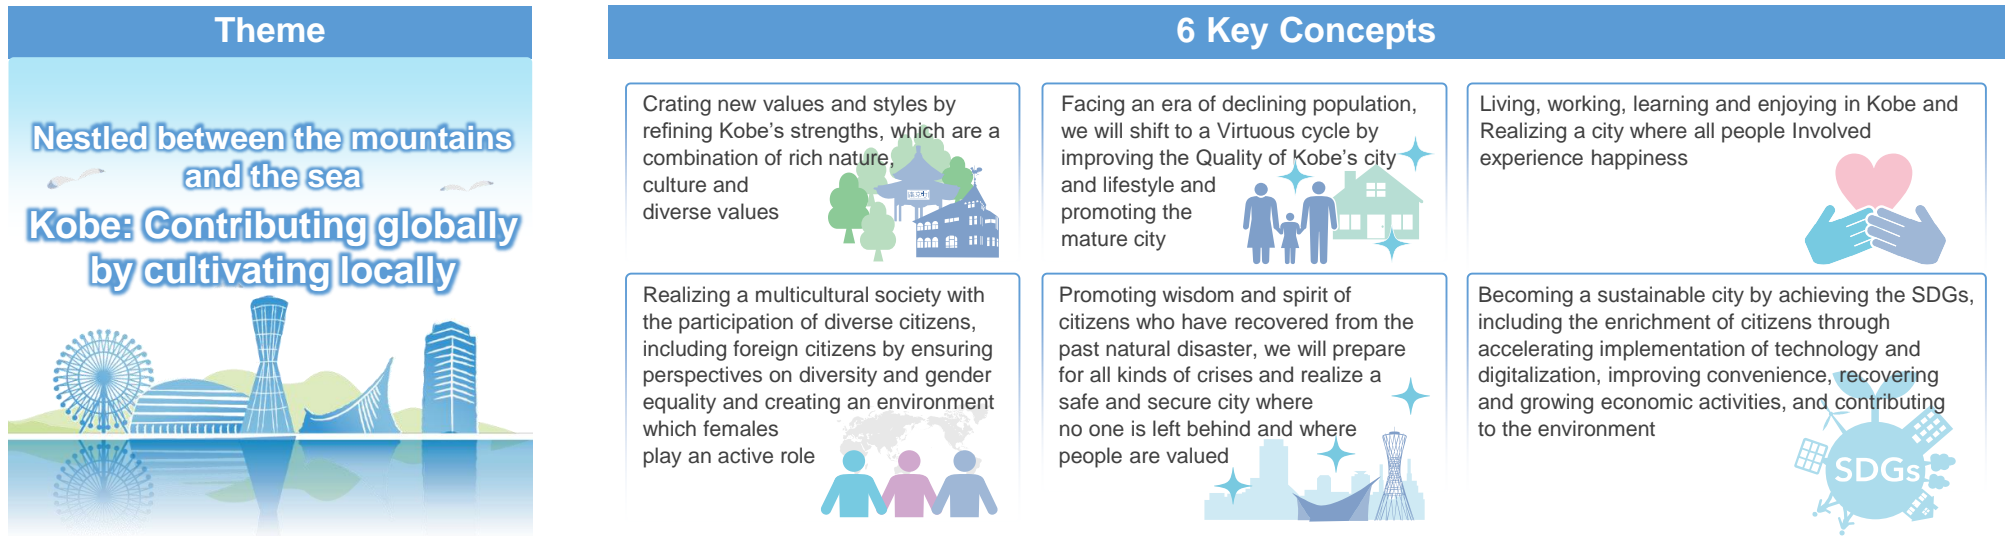 Theme
Nestled between the mountains
and the sea
Kobe: Contributing globally
by cultivating locally
6 Key Concepts
Crating new values and styles by
refining Kobe's strengths, which are a
combination of rich nature,
culture and
diverse values
Facing an era of declining population,
we will shift to a Virtuous cycle by
improving the Quality of Kobe's city
and lifestyle and
promoting the
mature city
Living, working, learning and enjoying in Kobe and
Realizing a city where all people Involved
experience happiness
Realizing a multicultural society with
the participation of diverse citizens,
including foreign citizens by ensuring
perspectives on diversity and gender
equality and creating an environment
which females
play an active role
Promoting wisdom and spirit of
citizens who have recovered from the
past natural disaster, we will prepare
for all kinds of crises and realize a
safe and secure city where
no one is left behind and where
people are valued
Becoming a sustainable city by achieving the SDGs,
including the enrichment of citizens through
accelerating implementation of technology and
digitalization, improving convenience, recovering
and growing economic activities, and contributing
to the environment
SDGs